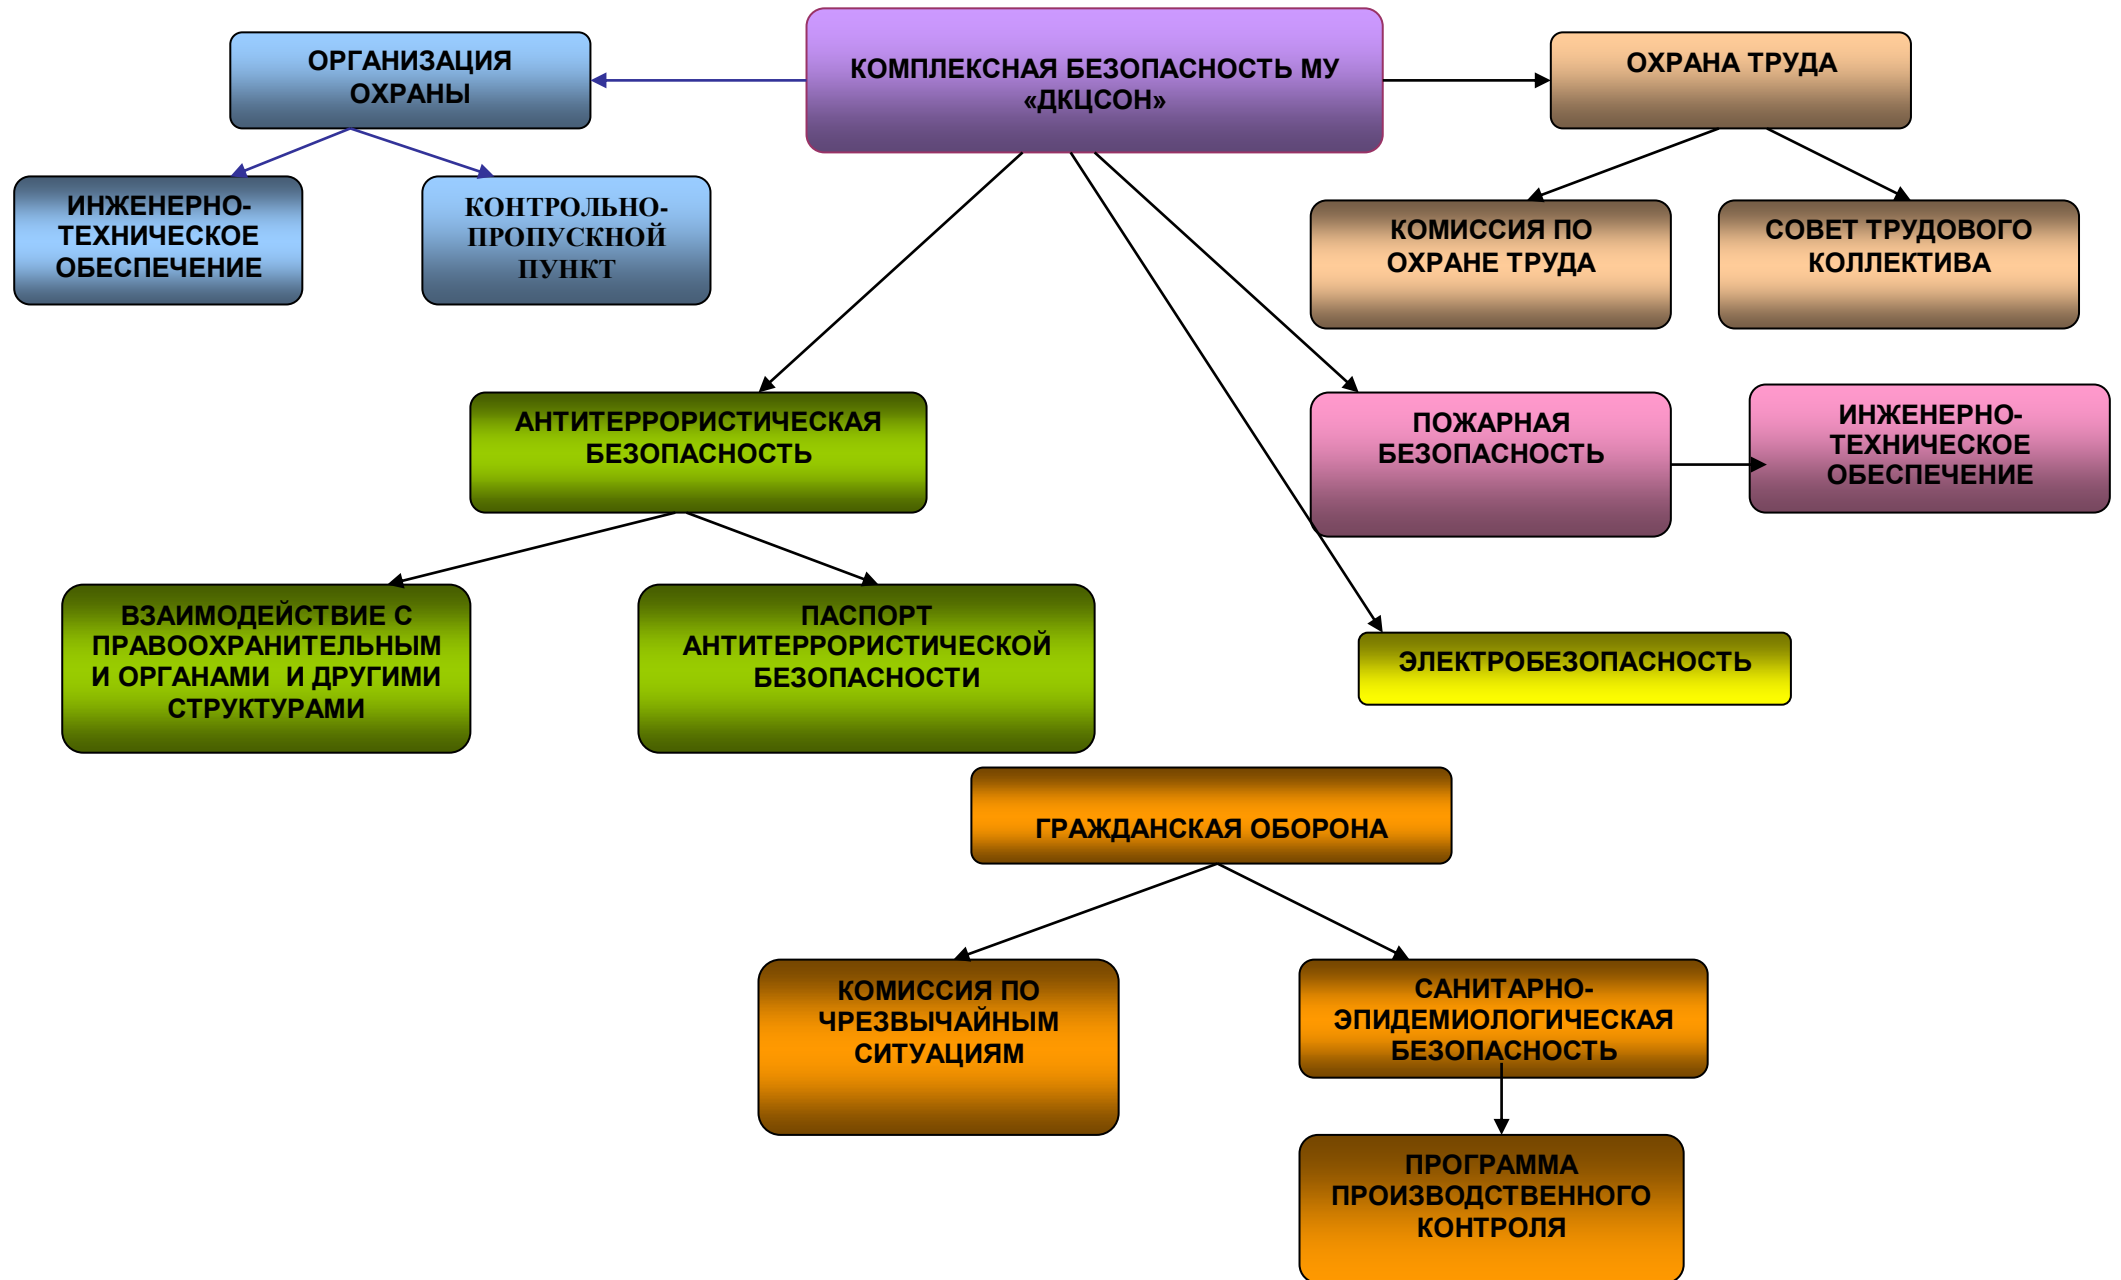 ОРГАНИЗАЦИЯ
ОХРАНЫ
КОМПЛЕКСНАЯ БЕЗОПАСНОСТЬ МУ
«ДКЦСОН»
ОХРАНА ТРУДА
ИНЖЕНЕРНО-
ТЕХНИЧЕСКОЕ
ОБЕСПЕЧЕНИЕ
КОНТРОЛЬНО-
ПРОПУСКНОЙ
ПУНКТ
КОМИССИЯ ПО
ОХРАНЕ ТРУДА
СОВЕТ ТРУДОВОГО
КОЛЛЕКТИВА
АНТИТЕРРОРИСТИЧЕСКАЯ
БЕЗОПАСНОСТЬ
ПОЖАРНАЯ
БЕЗОПАСНОСТЬ
ИНЖЕНЕРНО-
ТЕХНИЧЕСКОЕ
ОБЕСПЕЧЕНИЕ
ВЗАИМОДЕЙСТВИЕ С
ПРАВООХРАНИТЕЛЬНЫМ
И ОРГАНАМИ И ДРУГИМИ
СТРУКТУРАМИ
ПАСПОРТ
АНТИТЕРРОРИСТИЧЕСКОЙ
БЕЗОПАСНОСТИ
ЭЛЕКТРОБЕЗОПАСНОСТЬ
ГРАЖДАНСКАЯ ОБОРОНА
КОМИССИЯ ПО
ЧРЕЗВЫЧАЙНЫМ
СИТУАЦИЯМ
САНИТАРНО-
ЭПИДЕМИОЛОГИЧЕСКАЯ
БЕЗОПАСНОСТЬ
ПРОГРАММА
ПРОИЗВОДСТВЕННОГО
КОНТРОЛЯ